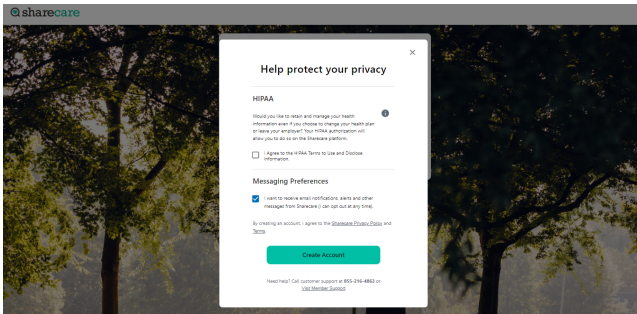 sharecare
Help protect your privacy
HIPAA
Would you like to retain and manage your health
information even if you choose to change your health plan
or leave your employer? Your HIPAA authorization will
allow you to do so on the Sharecare platform.
I Agree to the HIPAA Terms to Use and Disclose
Information.
Messaging Preferences
I want to receive email notifications, alerts and other
messages from Sharecare (I can opt out at any time).
By creating an account, I agree to the Sharecare Privacy Policy and
Terms.
Create Account
Need help? Call customer support at 855-216-4863 or
Visit Member Support